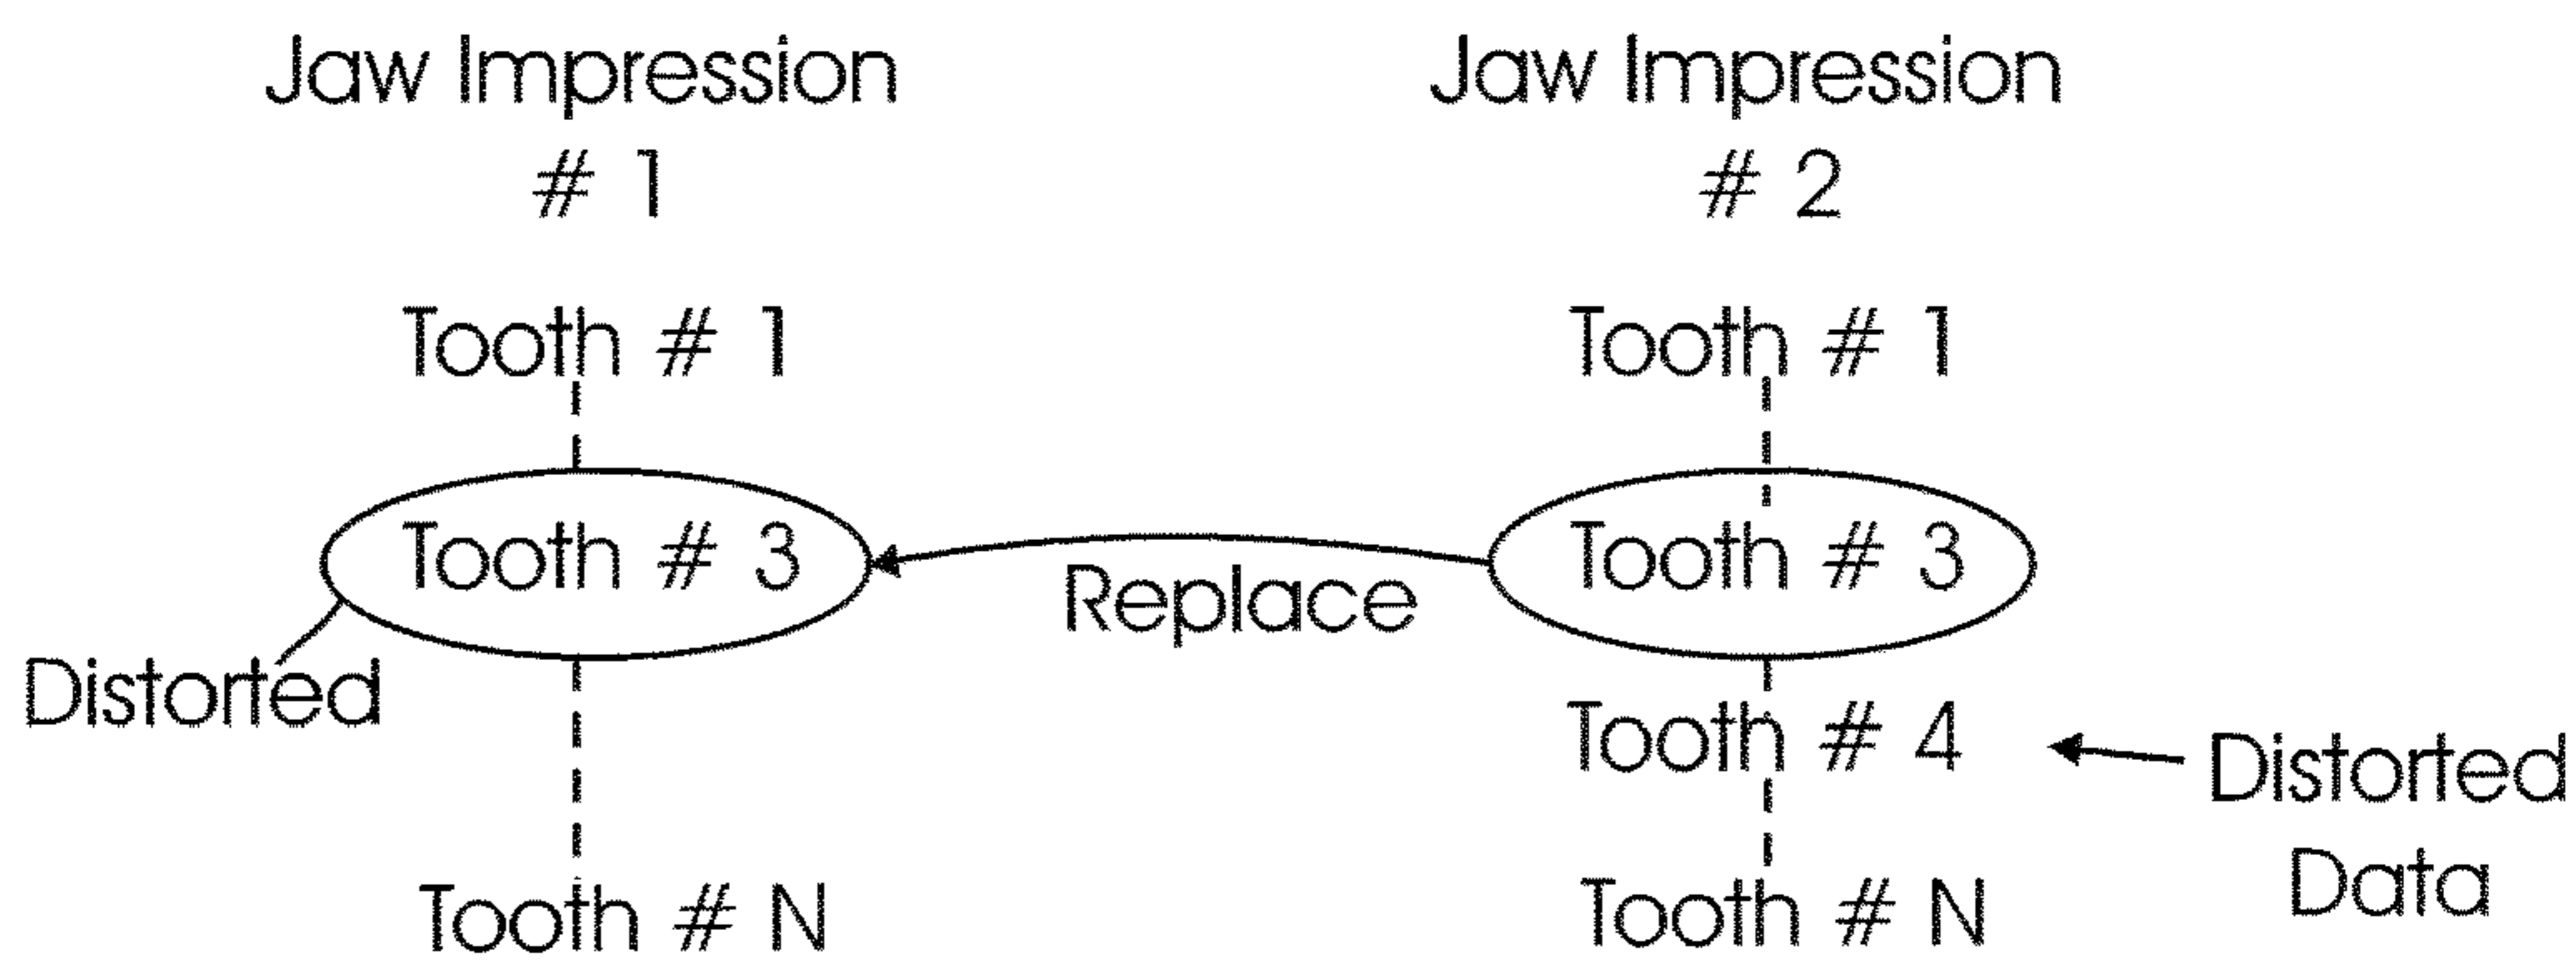 Jaw Impression
# 1
Tooth # 1
Tooth # 3
Distorted
Tooth # N
Replace
Jaw Impression
# 2
Tooth # 1
Tooth # 3
Tooth # 4
Tooth # N
Distorted
Data